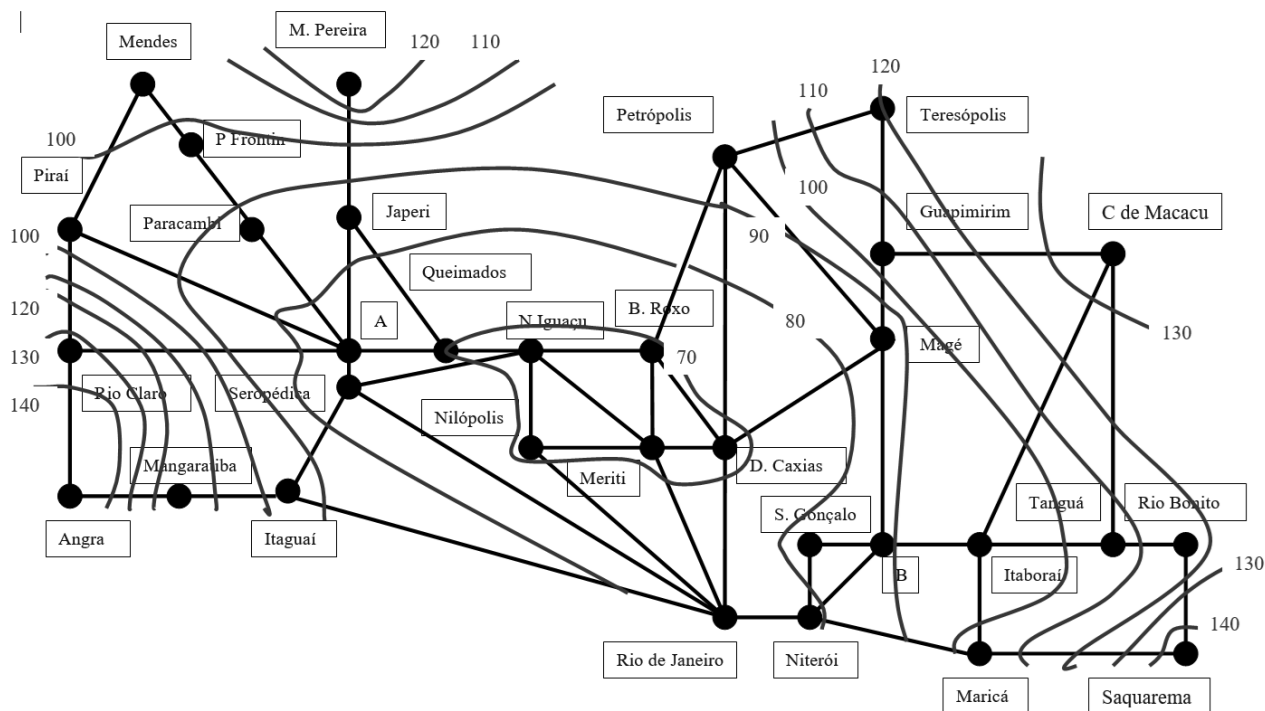 M. Pereira
Mendes
120
110
120
110
Petrópolis
Teresópolis
100
P Frontin
Piraí
100
Paracambi
Japeri
Guapimirim
C de Macacu
100
90
Queimados
120
A
N Iguaçu
B. Roxo
80
130
Magé
130
70
Rio Claro
Seropédica
140
Nilópolis
Mangaratiba
Meriti
D. Caxias
Tanguá
Rio Bonito
S. Gonçalo
Angra
Itaguaí
B
Itaboraí
130
140
Rio de Janeiro
Niterói
Maricá
Saquarema